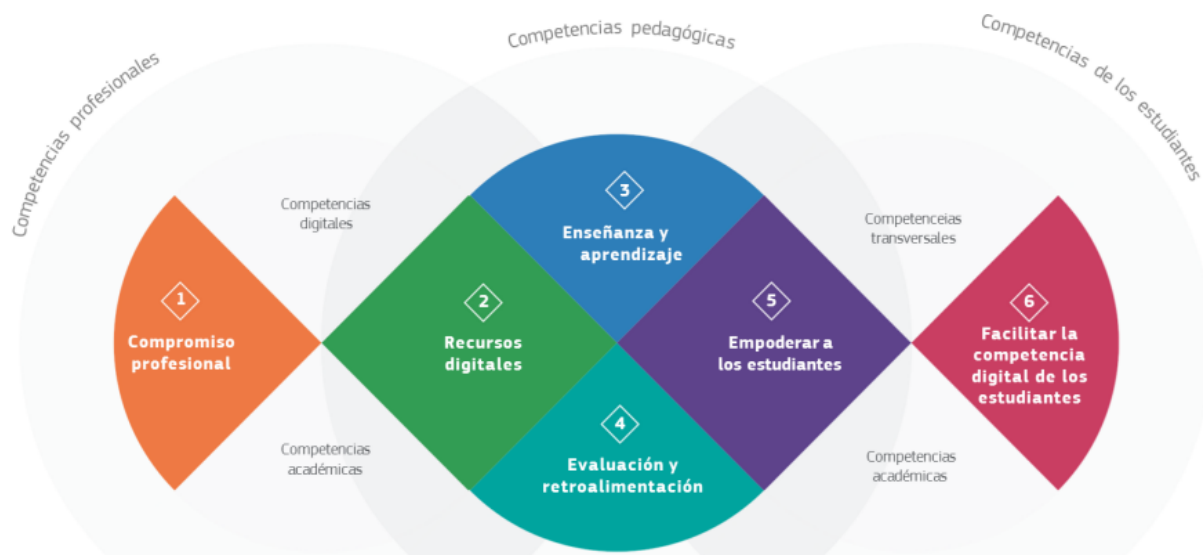 Competencias profesionales
Competencias pedagógicas
Competencias de los estudiantes
Competencias
digitales
Competencias
académicas
1
Compromiso
profesional
2
Recursos
digitales
3
Enseñanza y
aprendizaje
4
Evaluación y
retroalimentación
5
Empoderar a
los estudiantes
Competenceias
transversales
Competencias
académicas
6
Facilitar la
competencia
digital de los
estudiantes